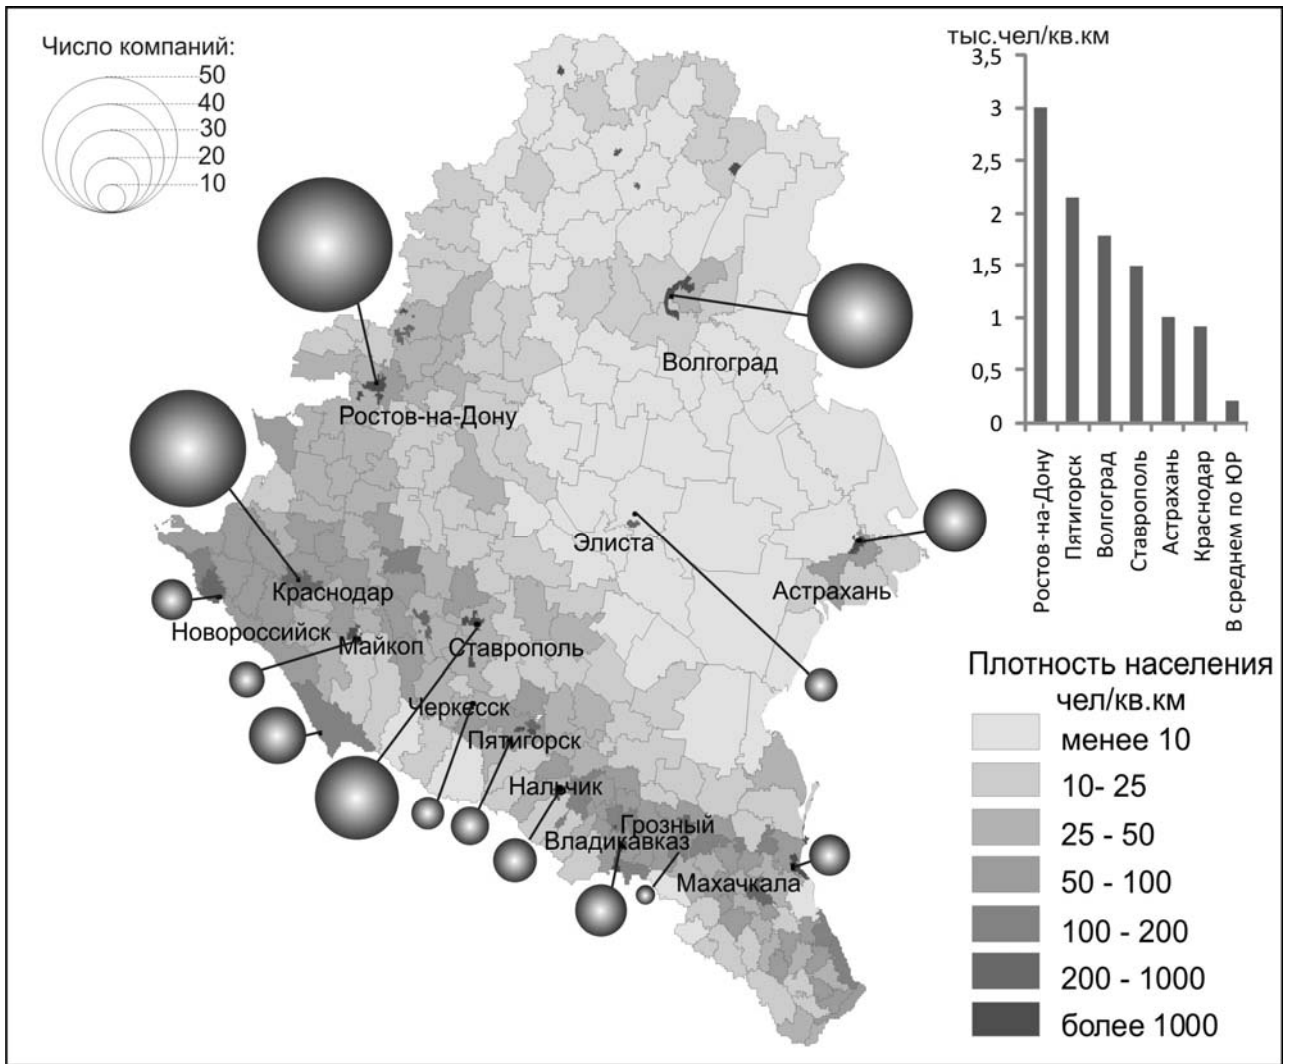 Число компаний:
50
40
30
20
10
тыс.чел/кв.км
3,5
3
2,5
2
1,5
1
0,5
0
Ростов-на-Дону
Пятигорск
Волгоград
Ставрополь
Астрахань
Краснодар
В среднем по ЮР
Волгоград
Ростов-на-Дону
Элиста
Астрахань
Краснодар
Новороссийск
Майкоп
Ставрополь
Черкесск
Пятигорск
Нальчик
Грозный
Владикавказ
Махачкала
Плотность населения
чел/кв.км
менее 10
10- 25
25 - 50
50 - 100
100 - 200
200 - 1000
более 1000